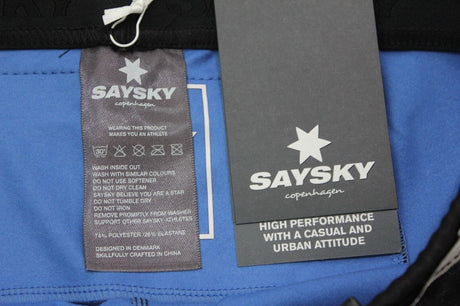 SAYSKY
copenhagen
WEARING THIS PRODUCT
MAKES YOU AN ATHLETE
30°
WASH INSIDE OUT
WASH WITH SIMILAR COLOURS
DO NOT USE SOFTENER
DO NOT DRY CLEAN
SAYSKY BELIEVE YOU ARE A STAR
DO NOT TUMBLE DRY
DO NOT IRON
REMOVE PROMPTLY FROM WASHER
SUPPORT OTHER SAYSKY ATHLETES
74% POLYESTER /26% ELASTANE
DESIGNED IN DENMARK
SKILLFULLY CRAFTED IN CHINA
SAYSKY
copenhagen
HIGH PERFORMANCE
WITH A CASUAL AND
URBAN ATTITUDE